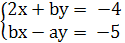 2x + by = −4
bx − ay = −5